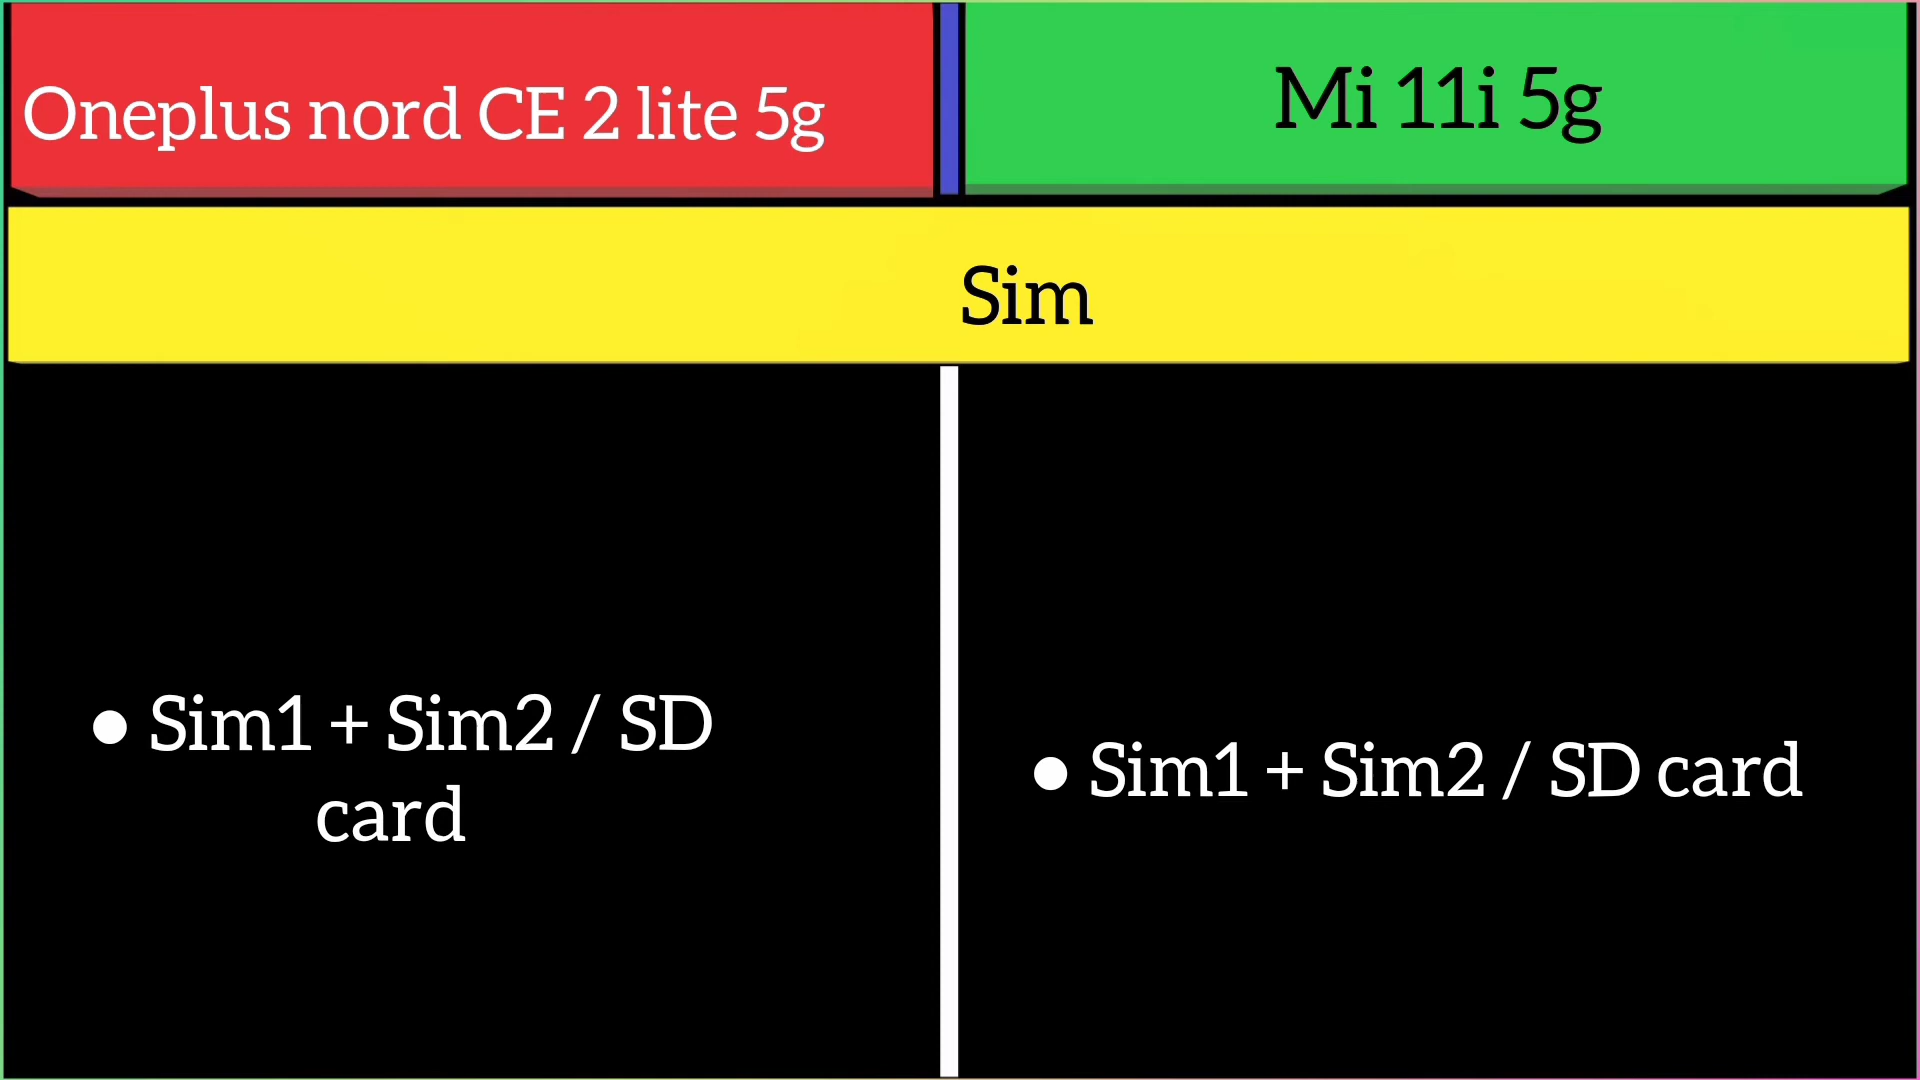 Oneplus nord CE 2 lite 5g
Mi 11i 5g
Sim
● Sim1 + Sim2 / SD
card
● Sim1 + Sim2 / SD card